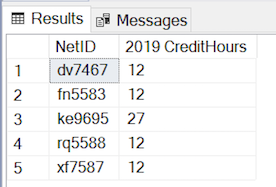 Results Messages
NetID 2019 CreditHours
1 dv7467 12
2 fn5583 12
3 ke9695 27
4 rq5588 12
5 xf7587 12